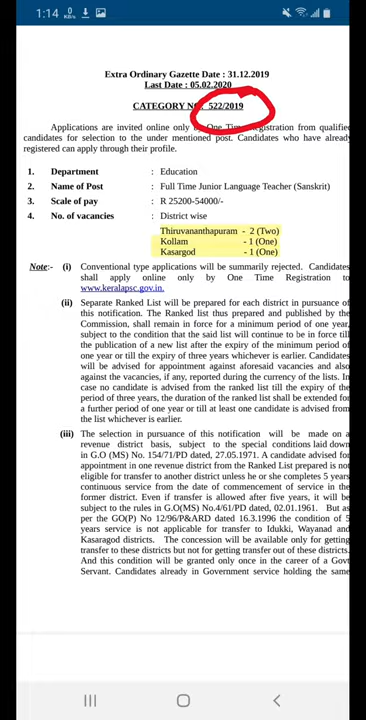 1:14
0
KB/s
Extra Ordinary Gazette Date : 31.12.2019
Last Date : 05.02.2020
CATEGORY NO: 522/2019
Applications are invited online only by One Time Registration from qualified
candidates for selection to the under mentioned post. Candidates who have already
registered can apply through their profile.
1. Department : Education
2. Name of Post : Full Time Junior Language Teacher (Sanskrit)
3. Scale of pay : R 25200-54000/-
4. No. of vacancies : District wise
Thiruvananthapuram - 2 (Two)
Kollam - 1 (One)
Kasargod - 1 (One)
Note:- (i) Conventional type applications will be summarily rejected. Candidates
shall apply online only by One Time Registration to
www.keralapsc.gov.in.
(ii) Separate Ranked List will be prepared for each district in pursuance of
this notification. The Ranked list thus prepared and published by the
Commission, shall remain in force for a minimum period of one year,
subject to the condition that the said list will continue to be in force till
the publication of a new list after the expiry of the minimum period of
one year or till the expiry of three years whichever is earlier. Candidates
will be advised for appointment against aforesaid vacancies and also
against the vacancies, if any, reported during the currency of the lists. In
case no candidate is advised from the ranked list till the expiry of the
period of three years, the duration of the ranked list shall be extended for
a further period of one year or till at least one candidate is advised from
the list whichever is earlier.
(iii) The selection in pursuance of this notification will be made on a
revenue district basis, subject to the special conditions laid down
in G.O (MS) No. 154/71/PD dated, 27.05.1971. A candidate advised for
appointment in one revenue district from the Ranked List prepared is not
eligible for transfer to another district unless he or she completes 5 years
continuous service from the date of commencement of service in the
former district. Even if transfer is allowed after five years, it will be
subject to the rules in G.O(MS) No.4/61/PD dated, 02.01.1961. But as
per the GO(P) No 12/96/P&ARD dated 16.3.1996 the condition of 5
years service is not applicable for transfer to Idukki, Wayanad and
Kasaragod districts. The concession will be available only for getting
transfer to these districts but not for getting transfer out of these districts.
And this condition will be granted only once in the career of a Govt
Servant. Candidates already in Government service holding the same